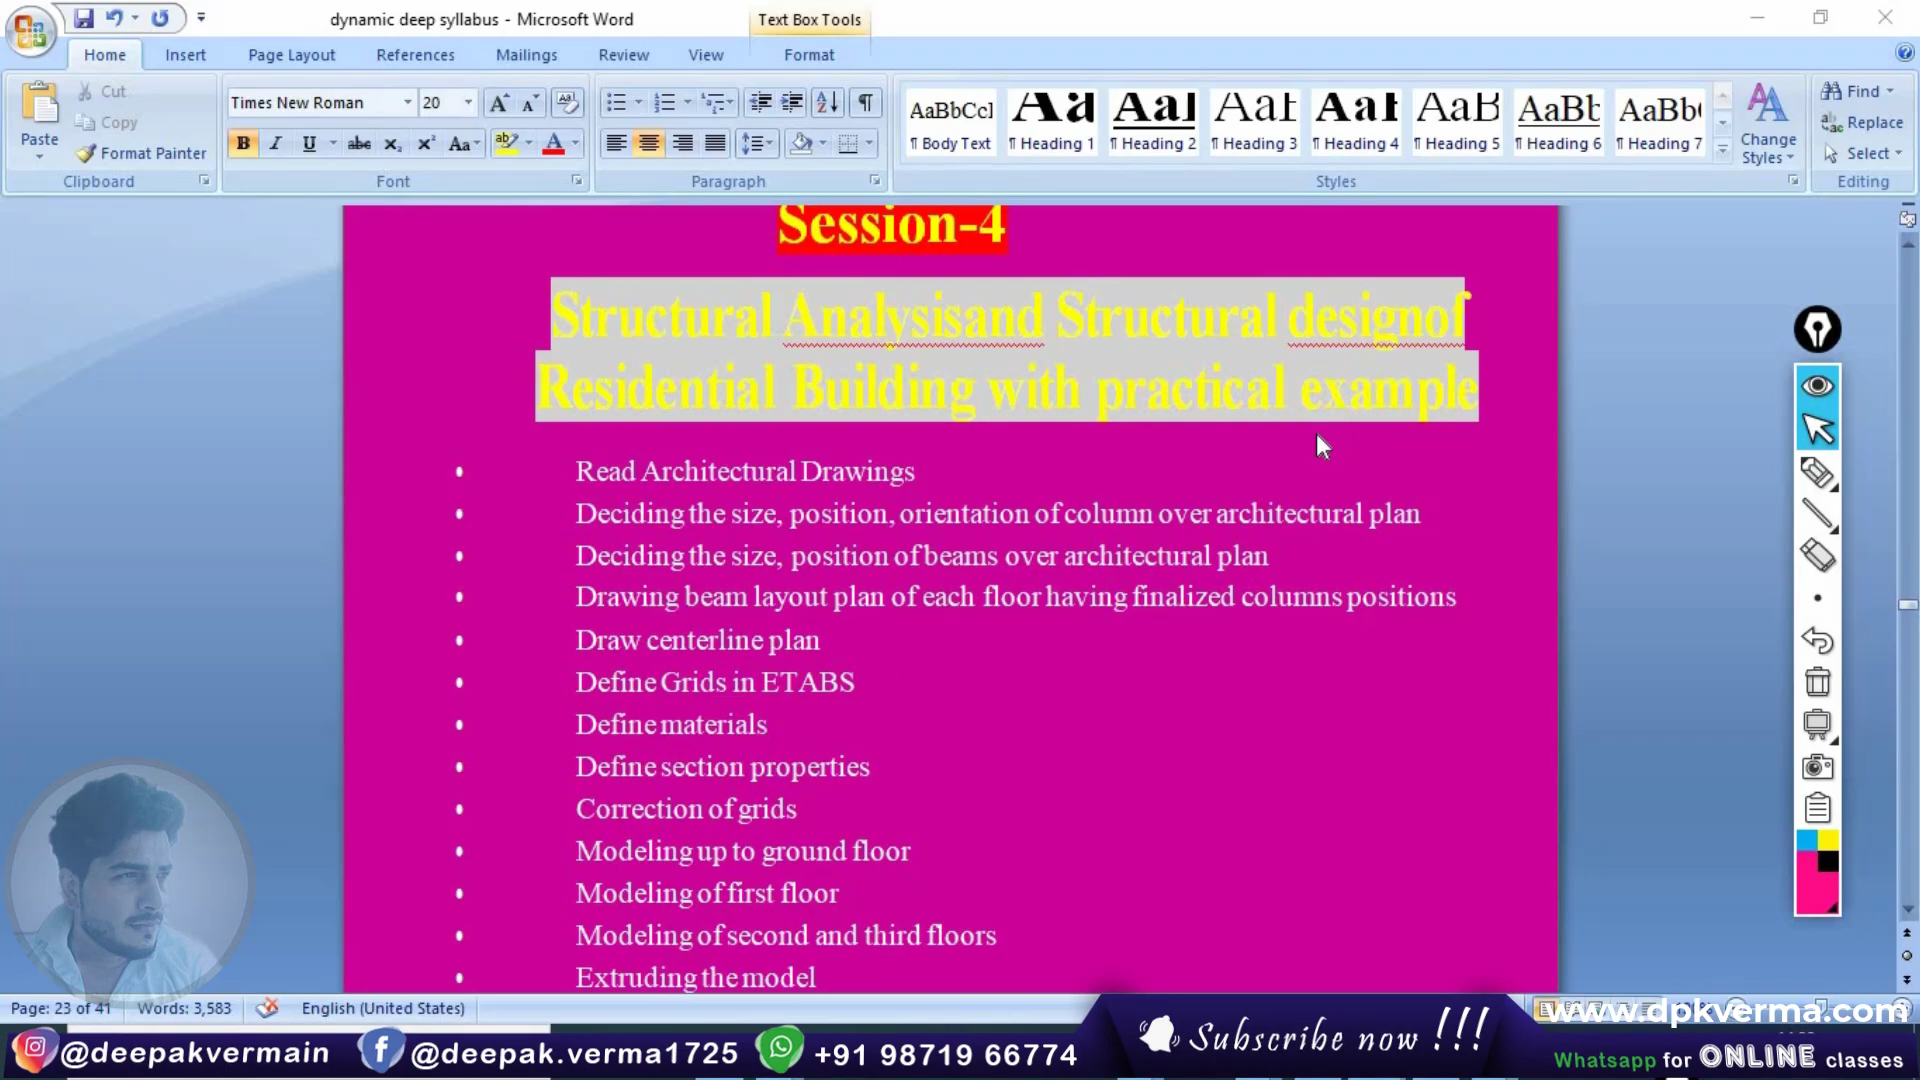 dynamic deep syllabus - Microsoft Word
Text Box Tools
Home
Insert
Page Layout
References
Mailings
Review
View
Format
Paste
Cut
Copy
Format Painter
Clipboard
Times New Roman
20
Font
Paragraph
AaBbCcI
Aa
AaI
AaI
AaI
AaB
AaBb
AaBb(
¶ Body Text
¶ Heading 1
¶ Heading 2
¶ Heading 3
¶ Heading 4
¶ Heading 5
¶ Heading 6
¶ Heading 7
Styles
Change
Styles
Find
Replace
Select
Editing
Session-4
Structural Analysisand Structural designof
Residential Building with practical example
• Read Architectural Drawings
• Deciding the size, position, orientation of column over architectural plan
• Deciding the size, position of beams over architectural plan
• Drawing beam layout plan of each floor having finalized columns positions
• Draw centerline plan
• Define Grids in ETABS
• Define materials
• Define section properties
• Correction of grids
• Modeling up to ground floor
• Modeling of first floor
• Modeling of second and third floors
• Extruding the model
Page: 23 of 41
Words: 3,583
English (United States)
www.dpkverma.com
@deepakvermain
@deepak.verma1725
+91 98719 66774
Subscribe now !!!
Whatsapp for ONLINE classes